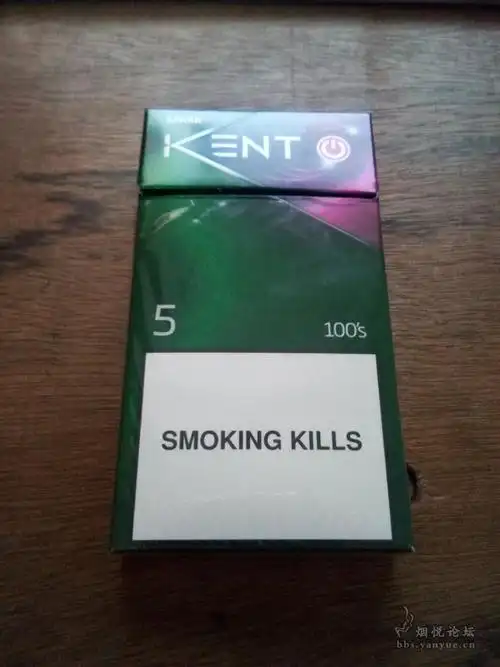 KENT
5 100's
SMOKING KILLS
烟悦论坛
bbs.yanyue.cn